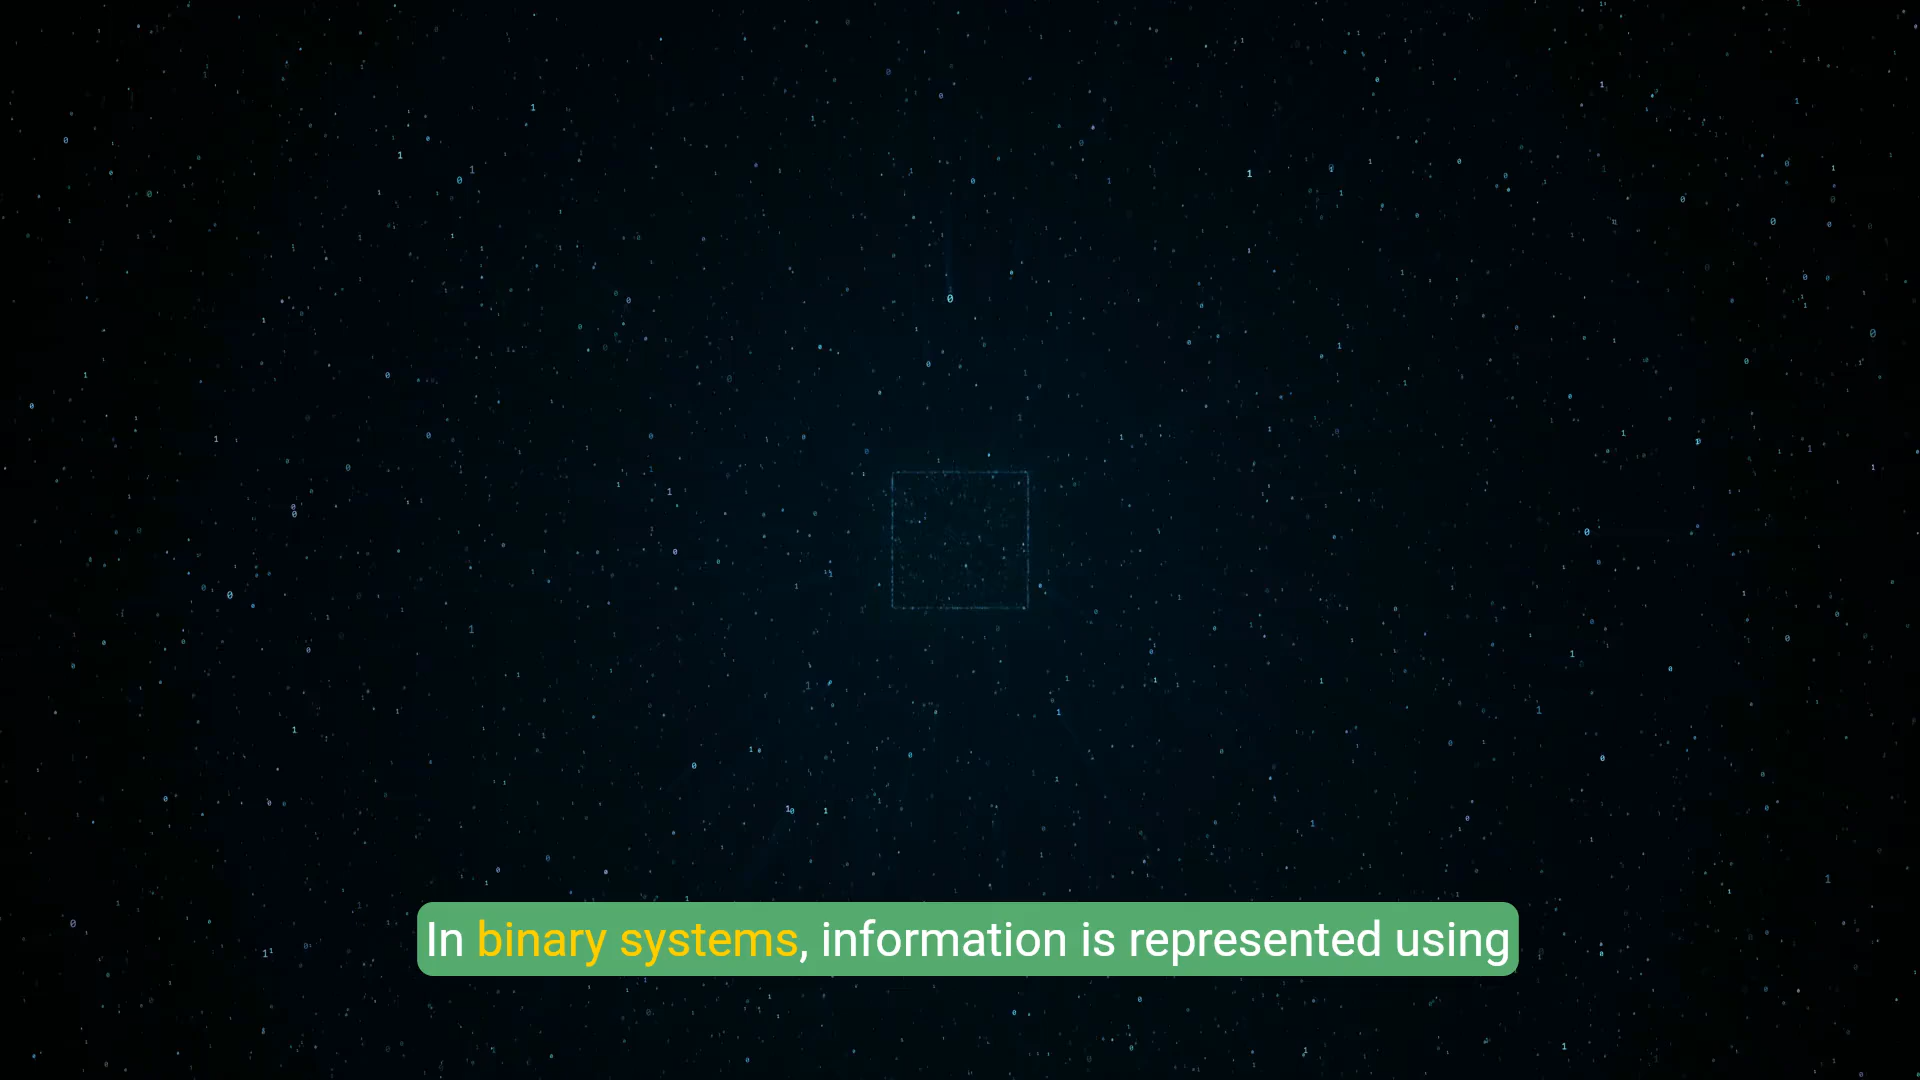 In binary systems, information is represented using